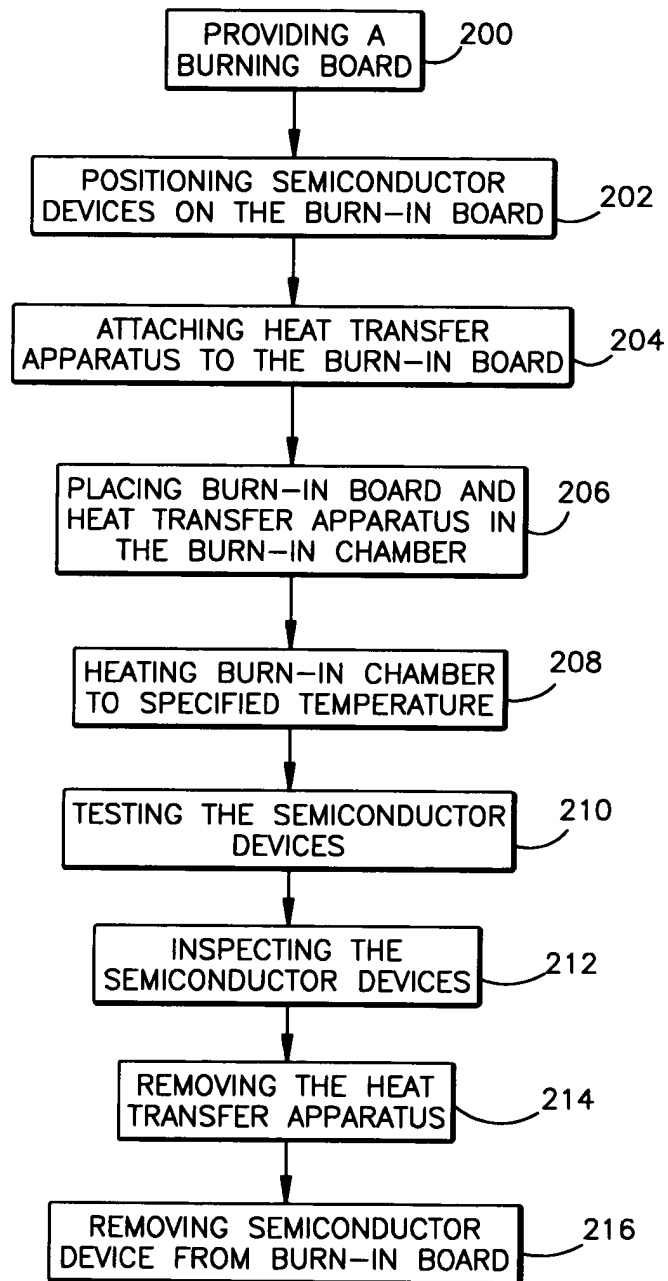 PROVIDING A
BURNING BOARD
200
POSITIONING SEMICONDUCTOR
DEVICES ON THE BURN-IN BOARD
202
ATTACHING HEAT TRANSFER
APPARATUS TO THE BURN-IN BOARD
204
PLACING BURN-IN BOARD AND
HEAT TRANSFER APPARATUS IN
THE BURN-IN CHAMBER
206
HEATING BURN-IN CHAMBER
TO SPECIFIED TEMPERATURE
208
TESTING THE SEMICONDUCTOR
DEVICES
210
INSPECTING THE
SEMICONDUCTOR DEVICES
212
REMOVING THE HEAT
TRANSFER APPARATUS
214
REMOVING SEMICONDUCTOR
DEVICE FROM BURN-IN BOARD
216